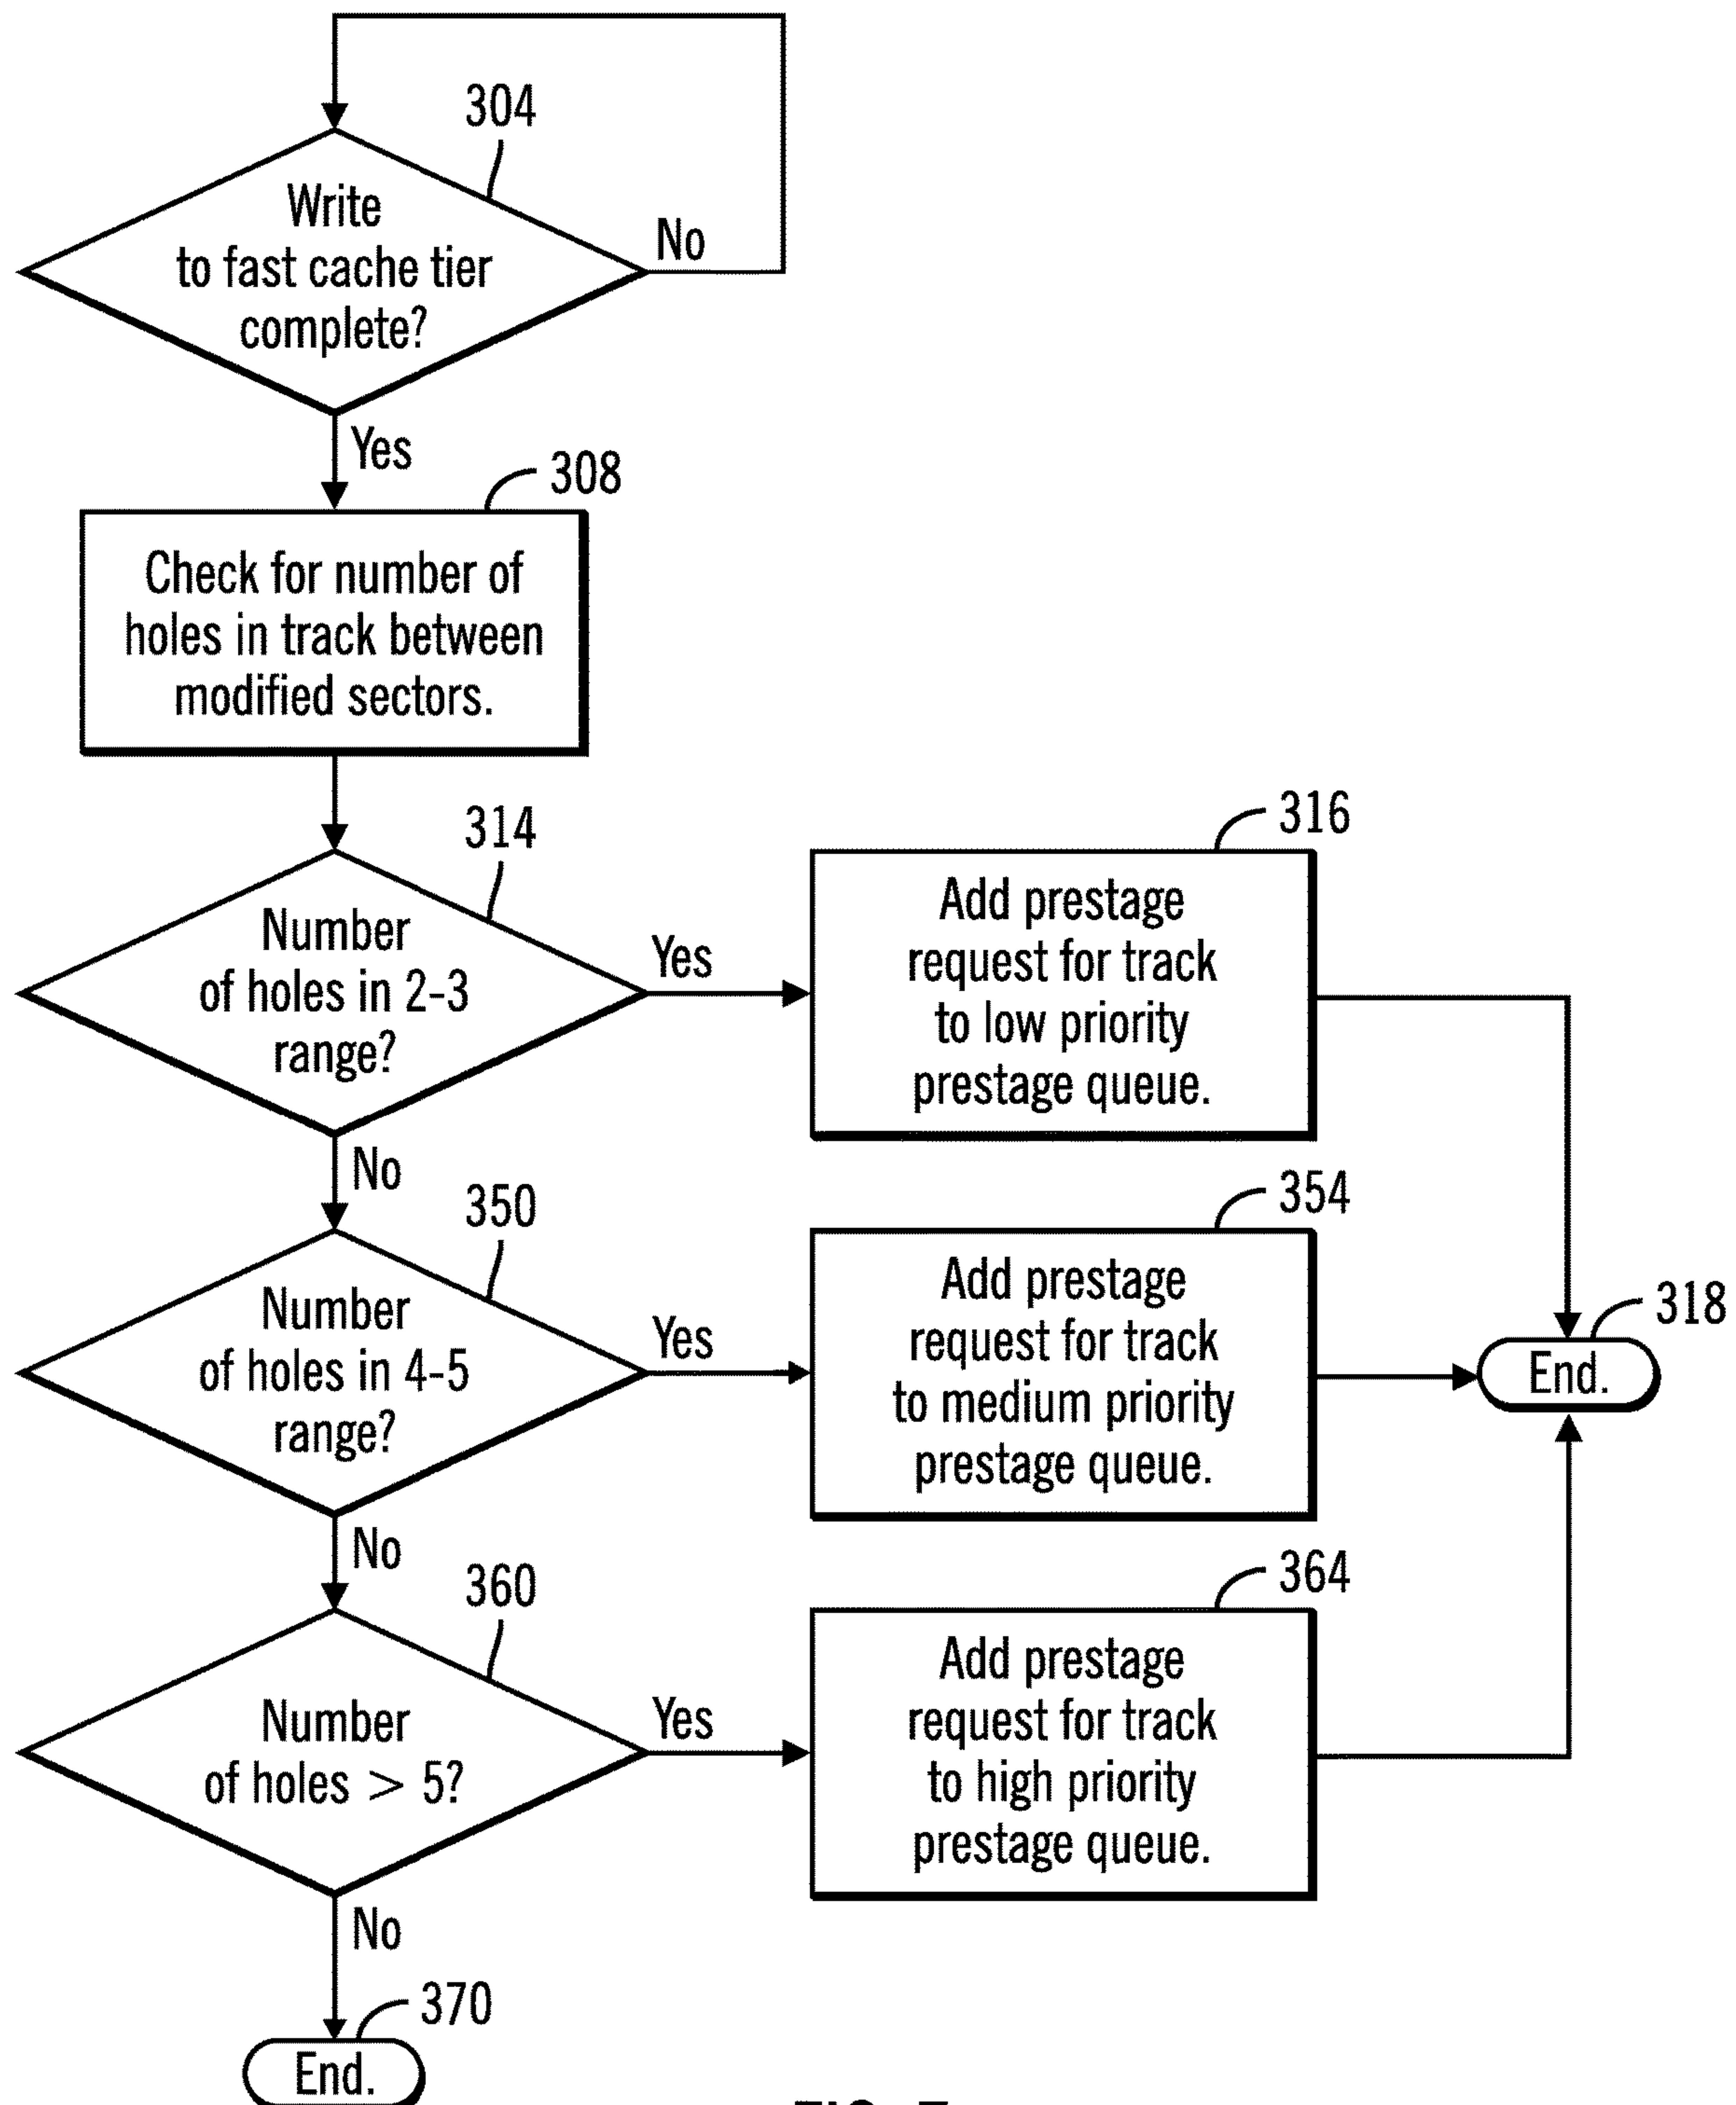 304
Write
to fast cache tier
complete?
No
Yes
308
Check for number of
holes in track between
modified sectors.
314
Number
of holes in 2-3
range?
Yes
316
Add prestage
request for track
to low priority
prestage queue.
No
350
Number
of holes in 4-5
range?
Yes
354
Add prestage
request for track
to medium priority
prestage queue.
318
End.
No
360
Number
of holes > 5?
Yes
364
Add prestage
request for track
to high priority
prestage queue.
No
370
End.